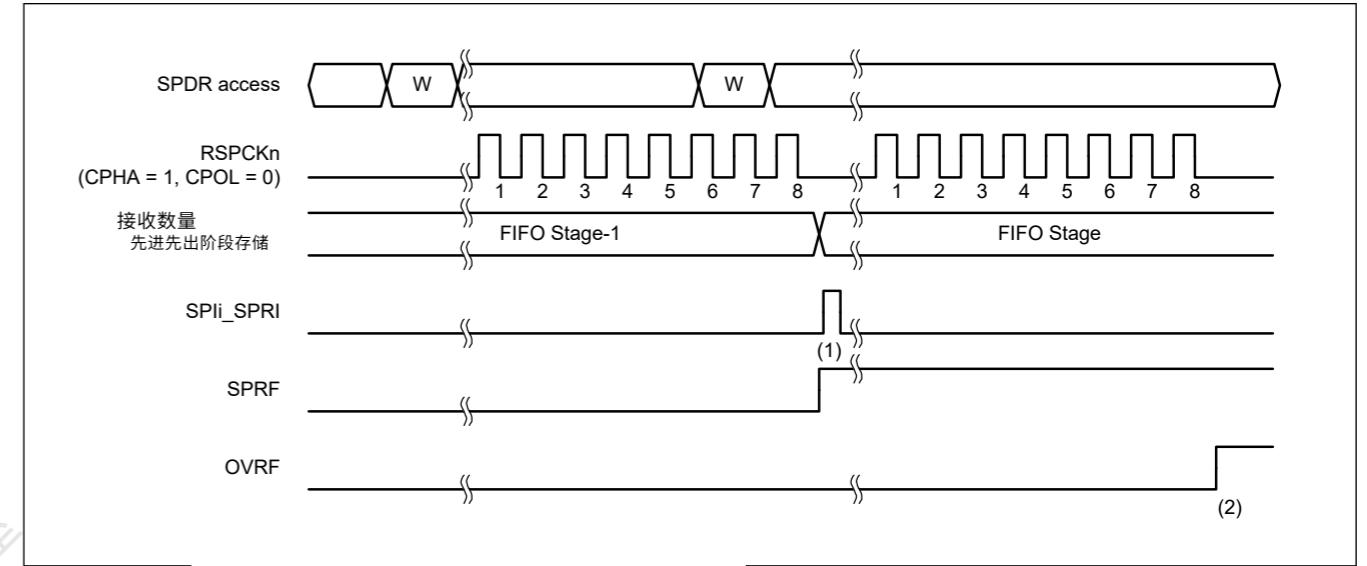 SPDR access
W
W
RSPCKn
(CPHA = 1, CPOL = 0)
1 2 3 4 5 6 7 8 1 2 3 4 5 6 7 8
接收数量
先进先出阶段存储
FIFO Stage-1
FIFO Stage
SPIi_SPRI
(1)
SPRF
OVRF
(2)